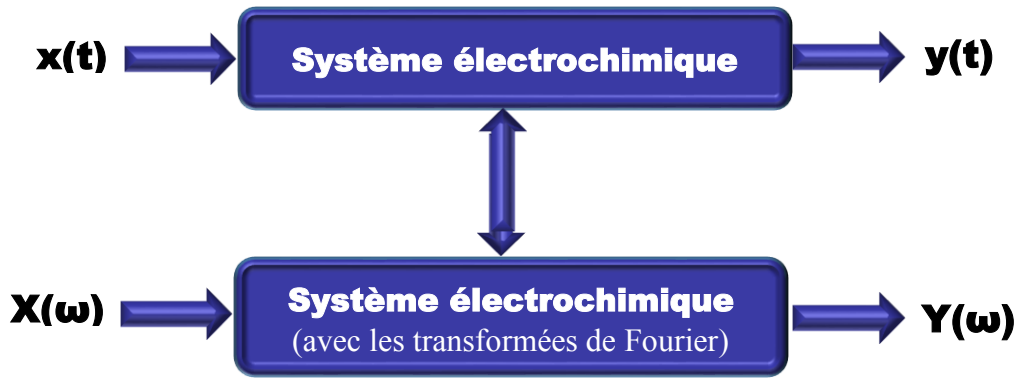 x(t) Système électrochimique y(t)
X(ω) Système électrochimique Y(ω)
(avec les transformées de Fourier)